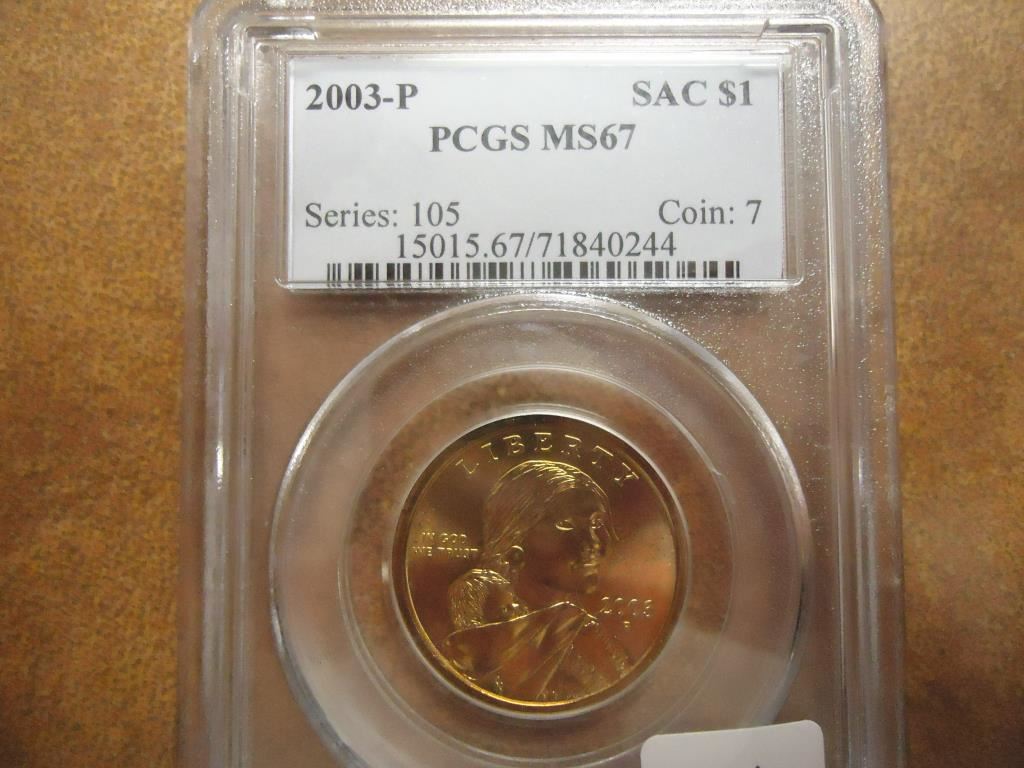 2003-P SAC $1
PCGS MS67
Series: 105 Coin: 7
15015.67/71840244
LIBERTY
IN GOD
WE TRUST
2003
P